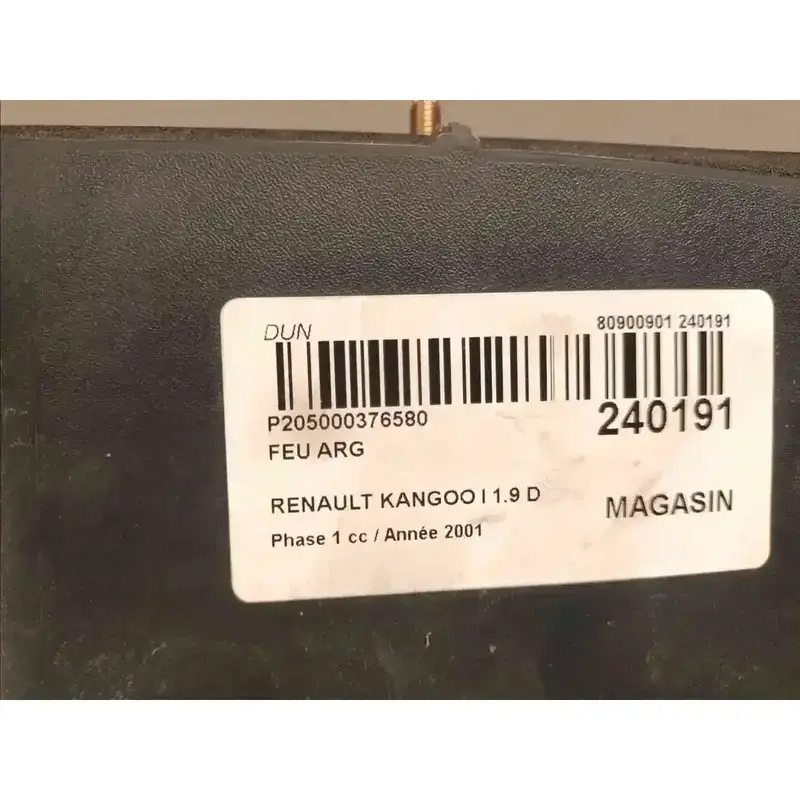 DUN
80900901 240191
P205000376580
240191
FEU ARG
RENAULT KANGOO I 1.9 D
MAGASIN
Phase 1 cc / Année 2001